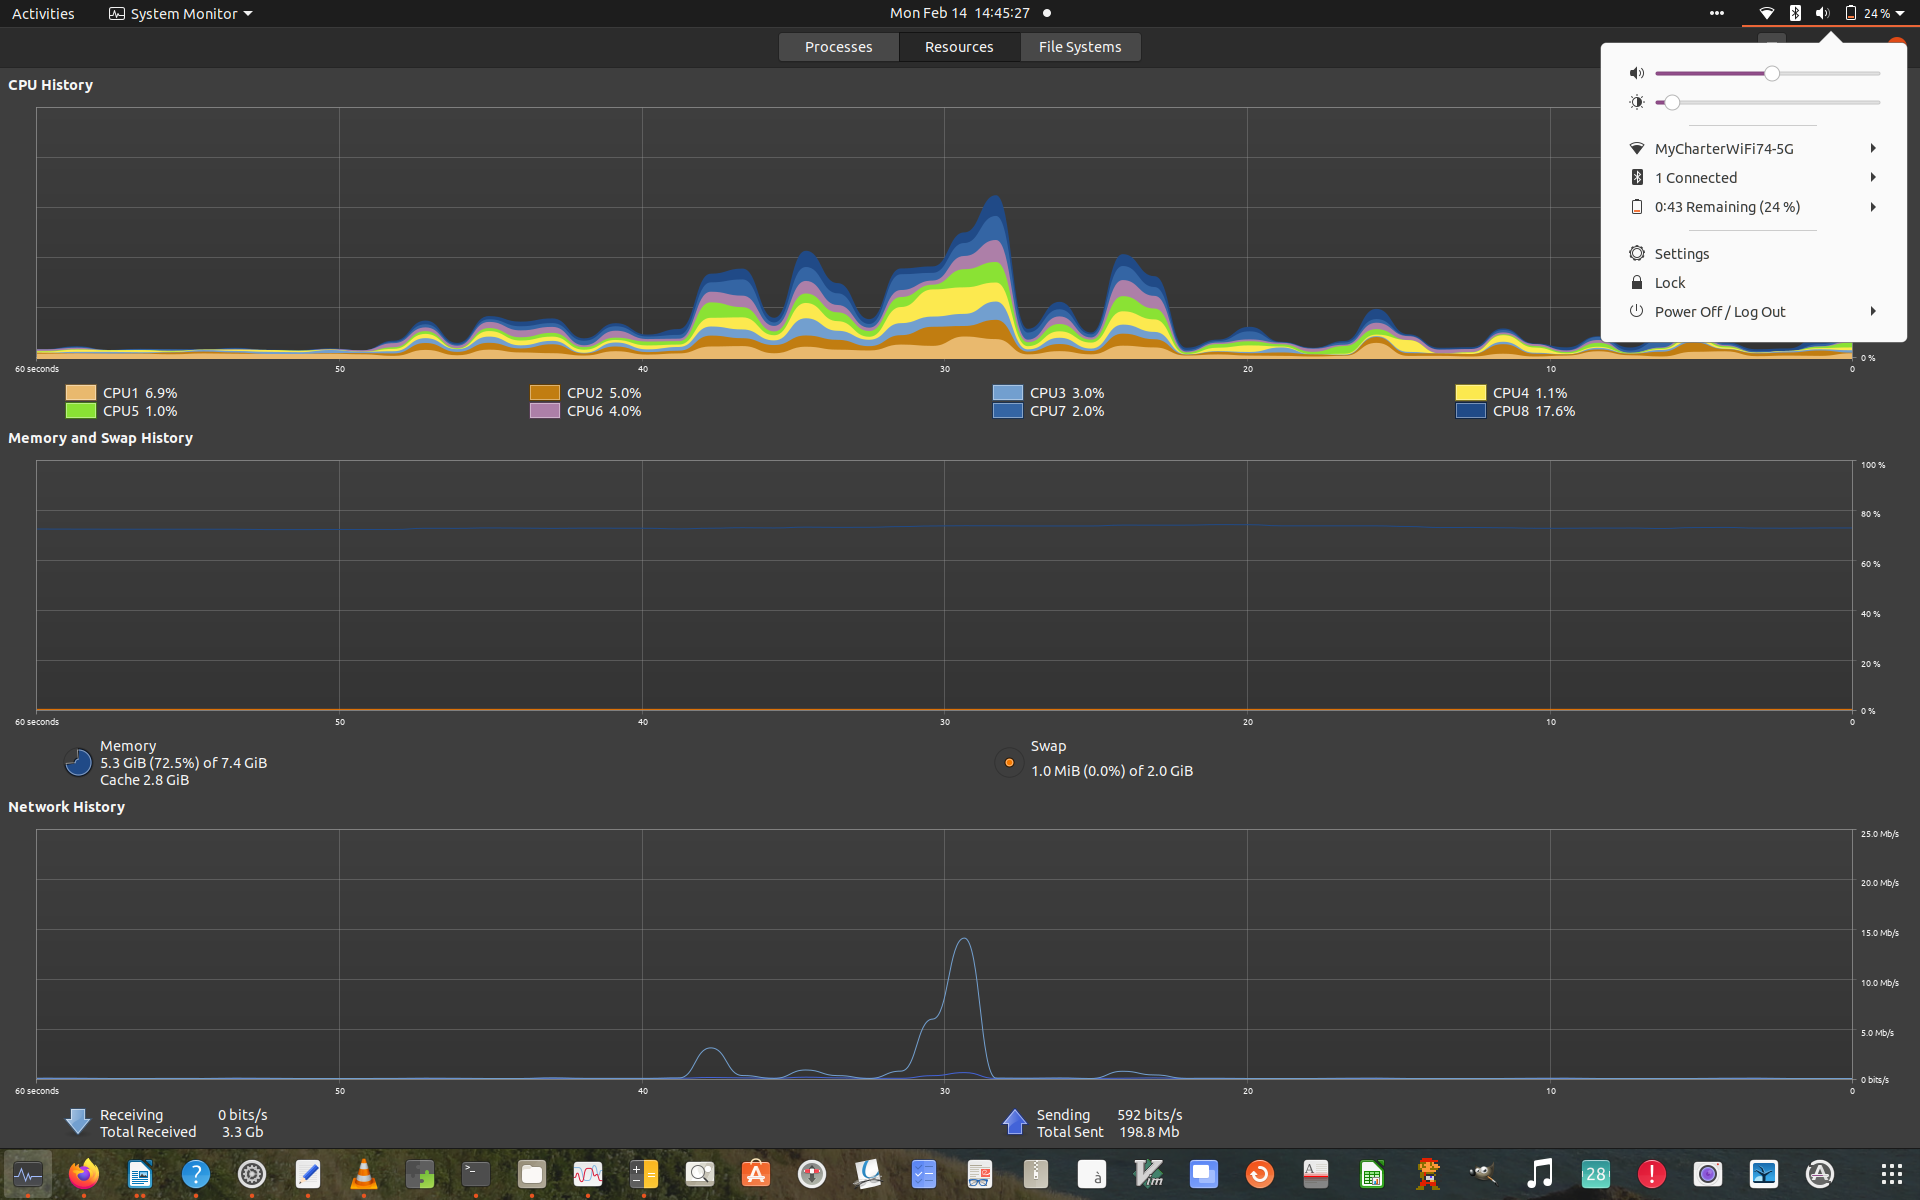 Activities
System Monitor
Mon Feb 14 14:45:27
24 %
Processes
Resources
File Systems
MyCharterWiFi74-5G
1 Connected
0:43 Remaining (24 %)
Settings
Lock
Power Off / Log Out
CPU History
0 %
60 seconds 50 40 30 20 10 0
CPU1 6.9% CPU2 5.0% CPU3 3.0% CPU4 1.1%
CPU5 1.0% CPU6 4.0% CPU7 2.0% CPU8 17.6%
Memory and Swap History
100 %
80 %
60 %
40 %
20 %
0 %
60 seconds 50 40 30 20 10 0
Memory
5.3 GiB (72.5%) of 7.4 GiB
Cache 2.8 GiB
Swap
1.0 MiB (0.0%) of 2.0 GiB
Network History
25.0 Mb/s
20.0 Mb/s
15.0 Mb/s
10.0 Mb/s
5.0 Mb/s
0 bits/s
60 seconds 50 40 30 20 10 0
Receiving 0 bits/s
Total Received 3.3 Gb
Sending 592 bits/s
Total Sent 198.8 Mb
?
>_
à
Vim
A
28
!